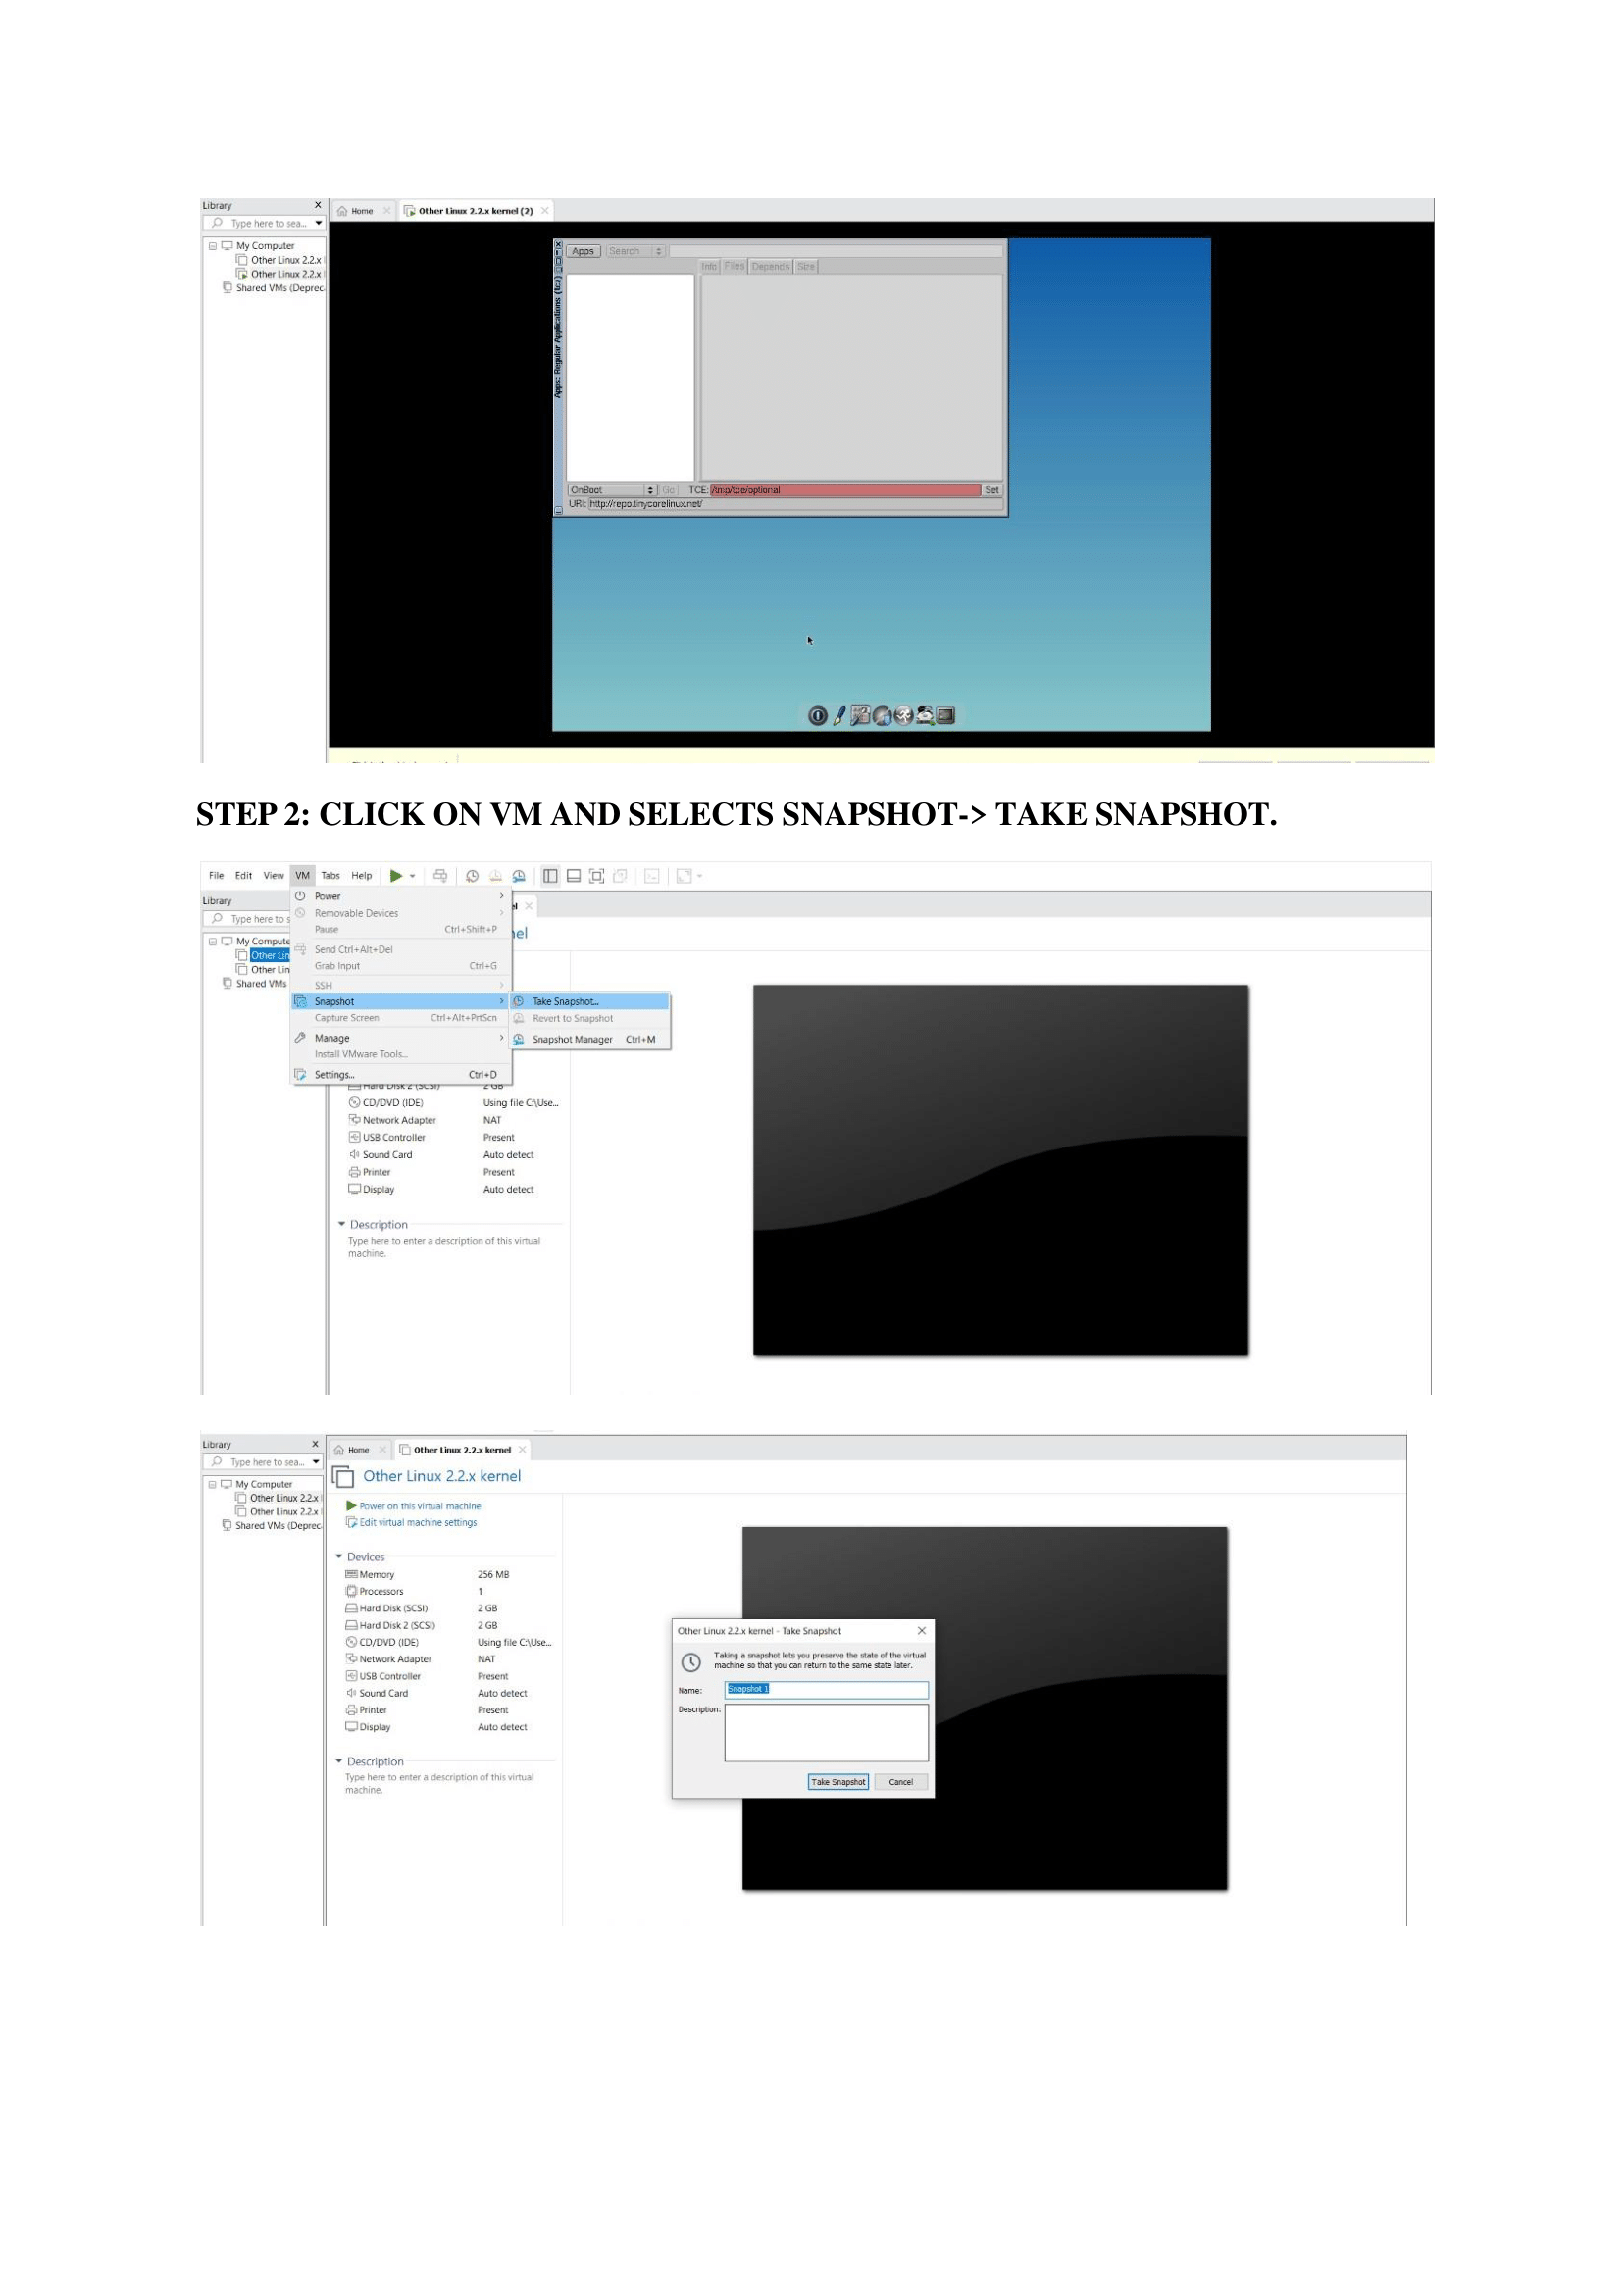 Library X
Home
Other Linux 2.2.x kernel (2)
Type here to sea...
My Computer
Other Linux 2.2.x
Other Linux 2.2.x
Shared VMs (Deprec
Apps Search
Info Files Depends Size
Apps: Regular Applications (tcz)
OnBoot Go TCE: /tmp/tce/optional Set
URI: http://repo.tinycorelinux.net/
STEP 2: CLICK ON VM AND SELECTS SNAPSHOT-> TAKE SNAPSHOT.
File Edit View VM Tabs Help
Library
Type here to s
My Compute
Other Lin
Other Lin
Shared VMs
Power
Removable Devices
Pause Ctrl+Shift+P
Send Ctrl+Alt+Del
Grab Input Ctrl+G
SSH
Snapshot
Capture Screen Ctrl+Alt+PrtScn
Manage
Install VMware Tools...
Settings... Ctrl+D
Take Snapshot...
Revert to Snapshot
Snapshot Manager Ctrl+M
el
nel
Hard Disk 2 (SCSI) 2 GB
CD/DVD (IDE) Using file C:\Use...
Network Adapter NAT
USB Controller Present
Sound Card Auto detect
Printer Present
Display Auto detect
Description
Type here to enter a description of this virtual
machine.
Library X
Home
Other Linux 2.2.x kernel
Type here to sea...
My Computer
Other Linux 2.2.x
Other Linux 2.2.x
Shared VMs (Deprec
Other Linux 2.2.x kernel
Power on this virtual machine
Edit virtual machine settings
Devices
Memory 256 MB
Processors 1
Hard Disk (SCSI) 2 GB
Hard Disk 2 (SCSI) 2 GB
CD/DVD (IDE) Using file C:\Use...
Network Adapter NAT
USB Controller Present
Sound Card Auto detect
Printer Present
Display Auto detect
Description
Type here to enter a description of this virtual
machine.
Other Linux 2.2.x kernel - Take Snapshot
Taking a snapshot lets you preserve the state of the virtual
machine so that you can return to the same state later.
Name: Snapshot 1
Description:
Take Snapshot Cancel